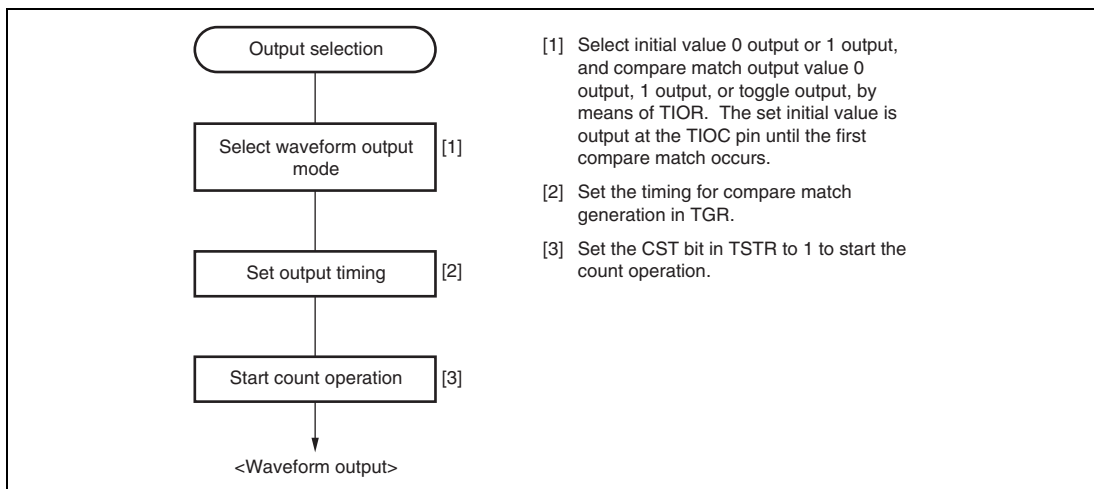 Output selection
Select waveform output
mode
[1]
Set output timing
[2]
Start count operation
[3]
<Waveform output>
[1] Select initial value 0 output or 1 output,
and compare match output value 0
output, 1 output, or toggle output, by
means of TIOR. The set initial value is
output at the TIOC pin until the first
compare match occurs.
[2] Set the timing for compare match
generation in TGR.
[3] Set the CST bit in TSTR to 1 to start the
count operation.